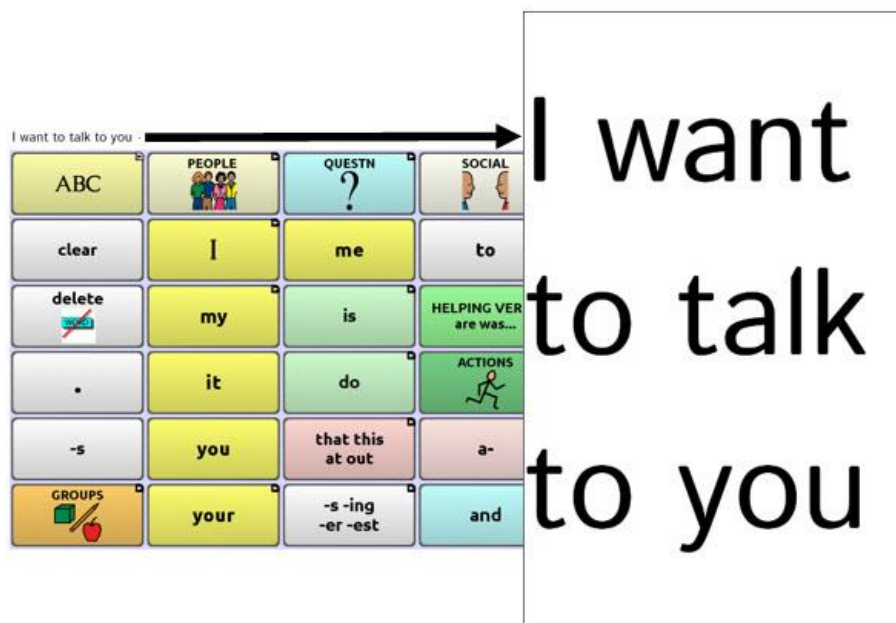 I want to talk to you -
ABC
PEOPLE
QUESTN
?
SOCIAL
clear
I
me
to
delete
WORD
my
is
HELPING VER
are was...
.
it
do
ACTIONS
-s
you
that this
at out
a-
GROUPS
your
-s -ing
-er -est
and
I want
to talk
to you